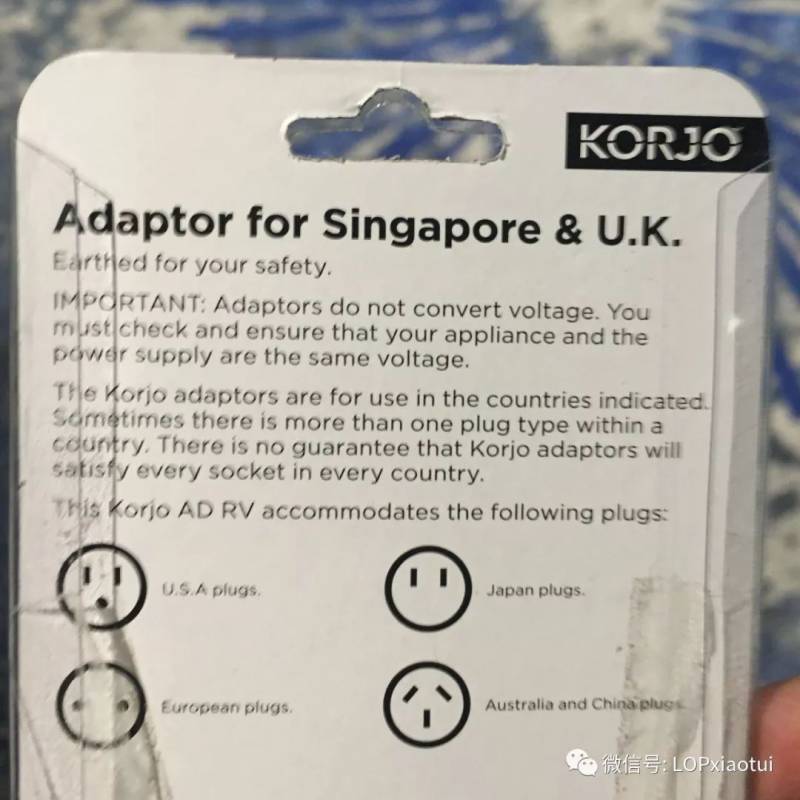 KORJO
Adaptor for Singapore & U.K.
Earthed for your safety.
IMPORTANT: Adaptors do not convert voltage. You
must check and ensure that your appliance and the
power supply are the same voltage.
The Korjo adaptors are for use in the countries indicated.
Sometimes there is more than one plug type within a
country. There is no guarantee that Korjo adaptors will
satisfy every socket in every country.
This Korjo AD RV accommodates the following plugs:
U.S.A plugs.
Japan plugs.
European plugs.
Australia and China plugs.
微信号: LOPxiaotui